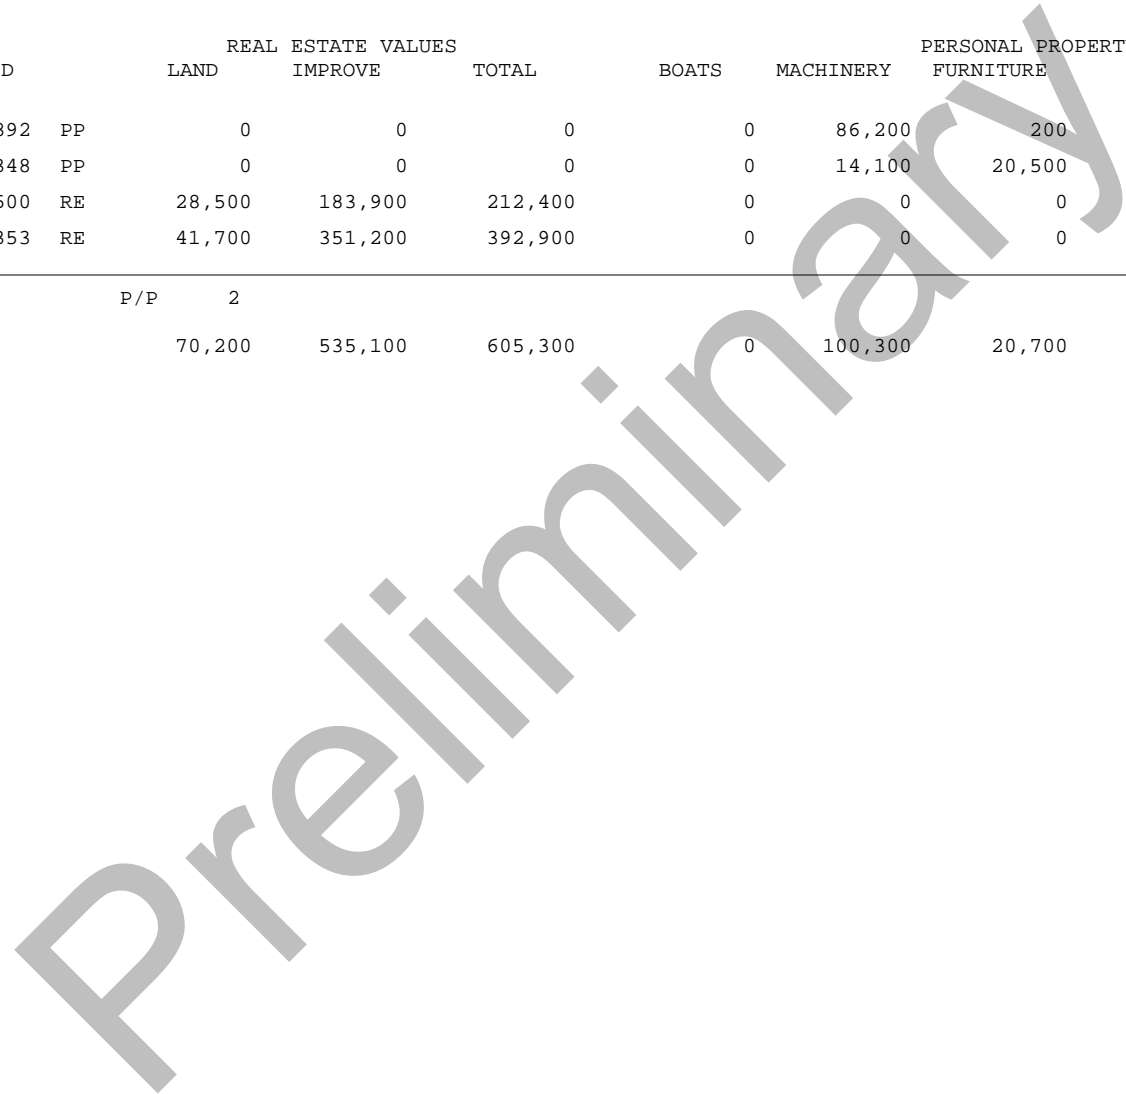 REAL ESTATE VALUES PERSONAL PROPERT
D LAND IMPROVE TOTAL BOATS MACHINERY FURNITURE
392 PP 0 0 0 0 86,200 200
348 PP 0 0 0 0 14,100 20,500
500 RE 28,500 183,900 212,400 0 0 0
353 RE 41,700 351,200 392,900 0 0 0
P/P 2
70,200 535,100 605,300 0 100,300 20,700
Preliminary